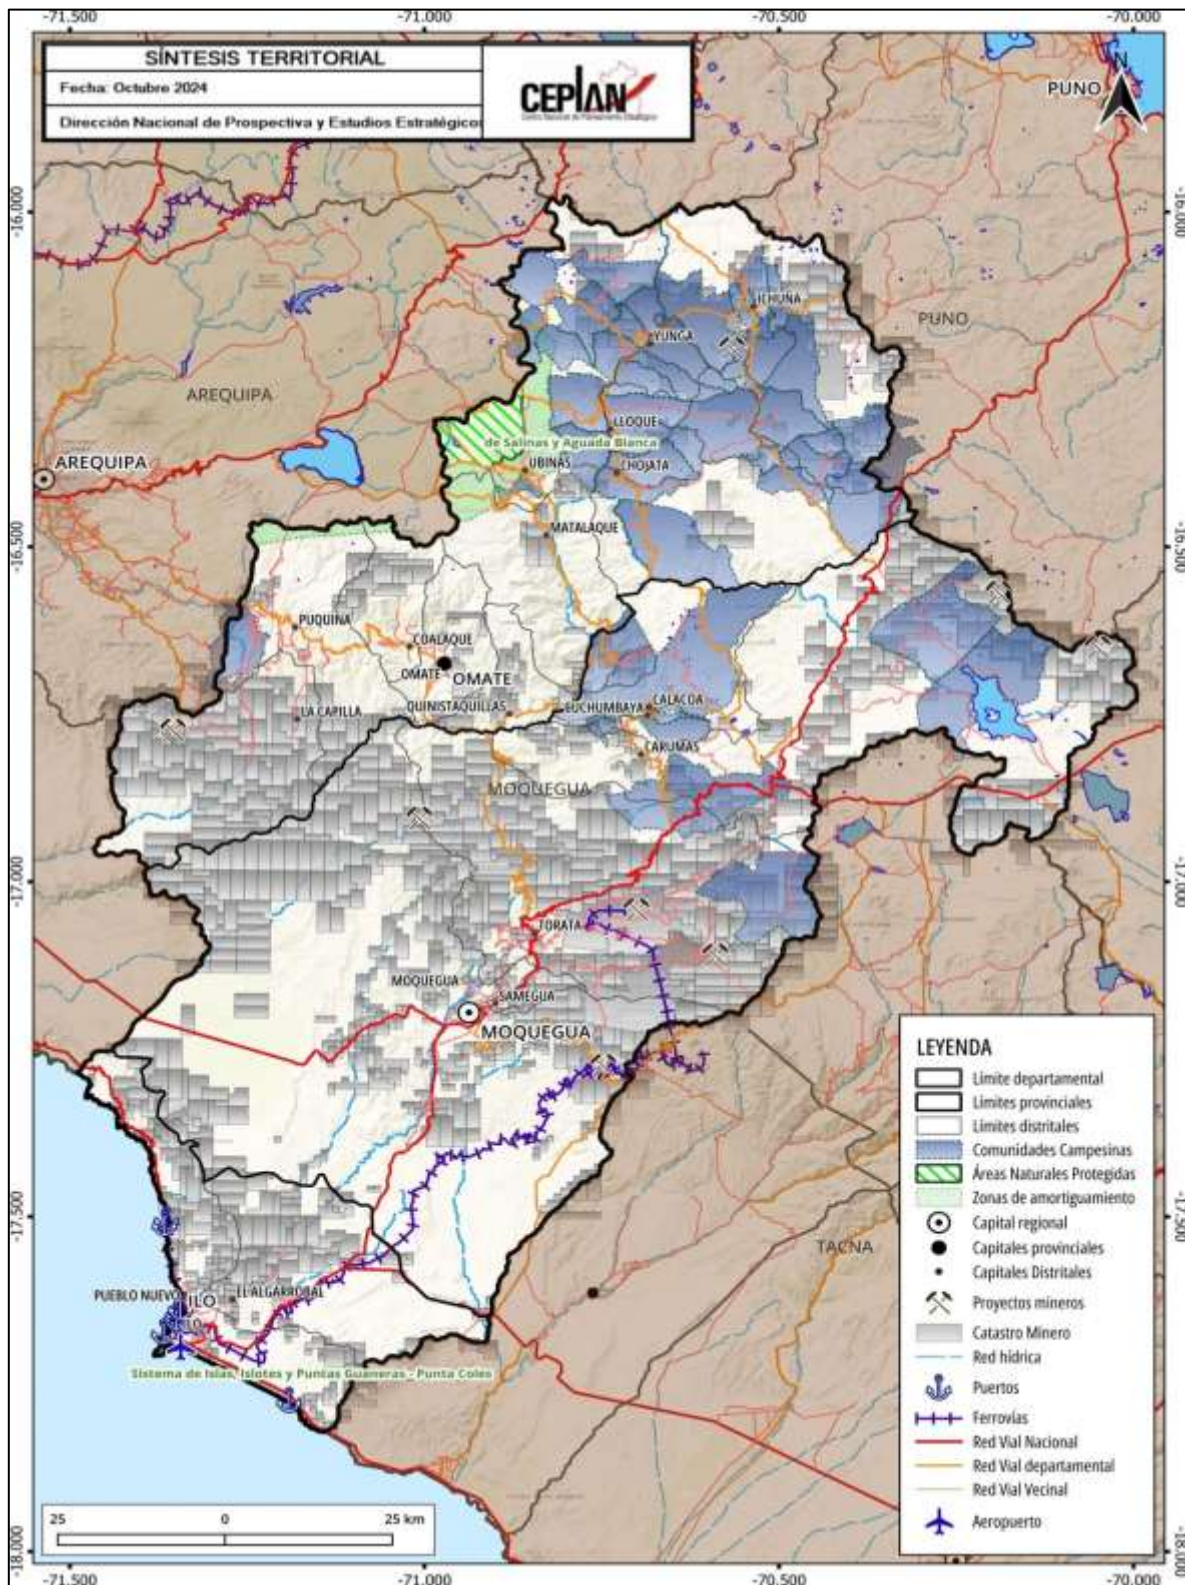 -71.500
-71.000
-70.500
-70.000
SÍNTESIS TERRITORIAL
Fecha: Octubre 2024
Dirección Nacional de Prospectiva y Estudios Estratégicos
CEPLAN
Centro Nacional de Planeamiento Estratégico
N
PUNO
-16.000
-16.000
ICHUÑA
YUNGA
PUNO
AREQUIPA
LLOQUE
de Salinas y Aguada Blanca
AREQUIPA
UBINAS
CHOJATA
-16.500
-16.500
MATALAQUE
PUQUINA
COALAQUE
OMATE
OMATE
QUINISTAQUILLAS
CUCHUMBAYA
CALACOA
LA CAPILLA
CARUMAS
MOQUEGUA
-17.000
-17.000
TORATA
MOQUEGUA
SAMEGUA
MOQUEGUA
-17.500
-17.500
TACNA
PUEBLO NUEVO
ILO
EL ALGARROBAL
ILO
Sistema de Islas, Islotes y Puntas Guaneras - Punta Coles
LEYENDA
Límite departamental
Límites provinciales
Límites distritales
Comunidades Campesinas
Áreas Naturales Protegidas
Zonas de amortiguamiento
Capital regional
Capitales provinciales
Capitales Distritales
Proyectos mineros
Catastro Minero
Red hídrica
Puertos
Ferrovías
Red Vial Nacional
Red Vial departamental
Red Vial Vecinal
Aeropuerto
25
0
25 km
-18.000
-18.000
-71.500
-71.000
-70.500
-70.000